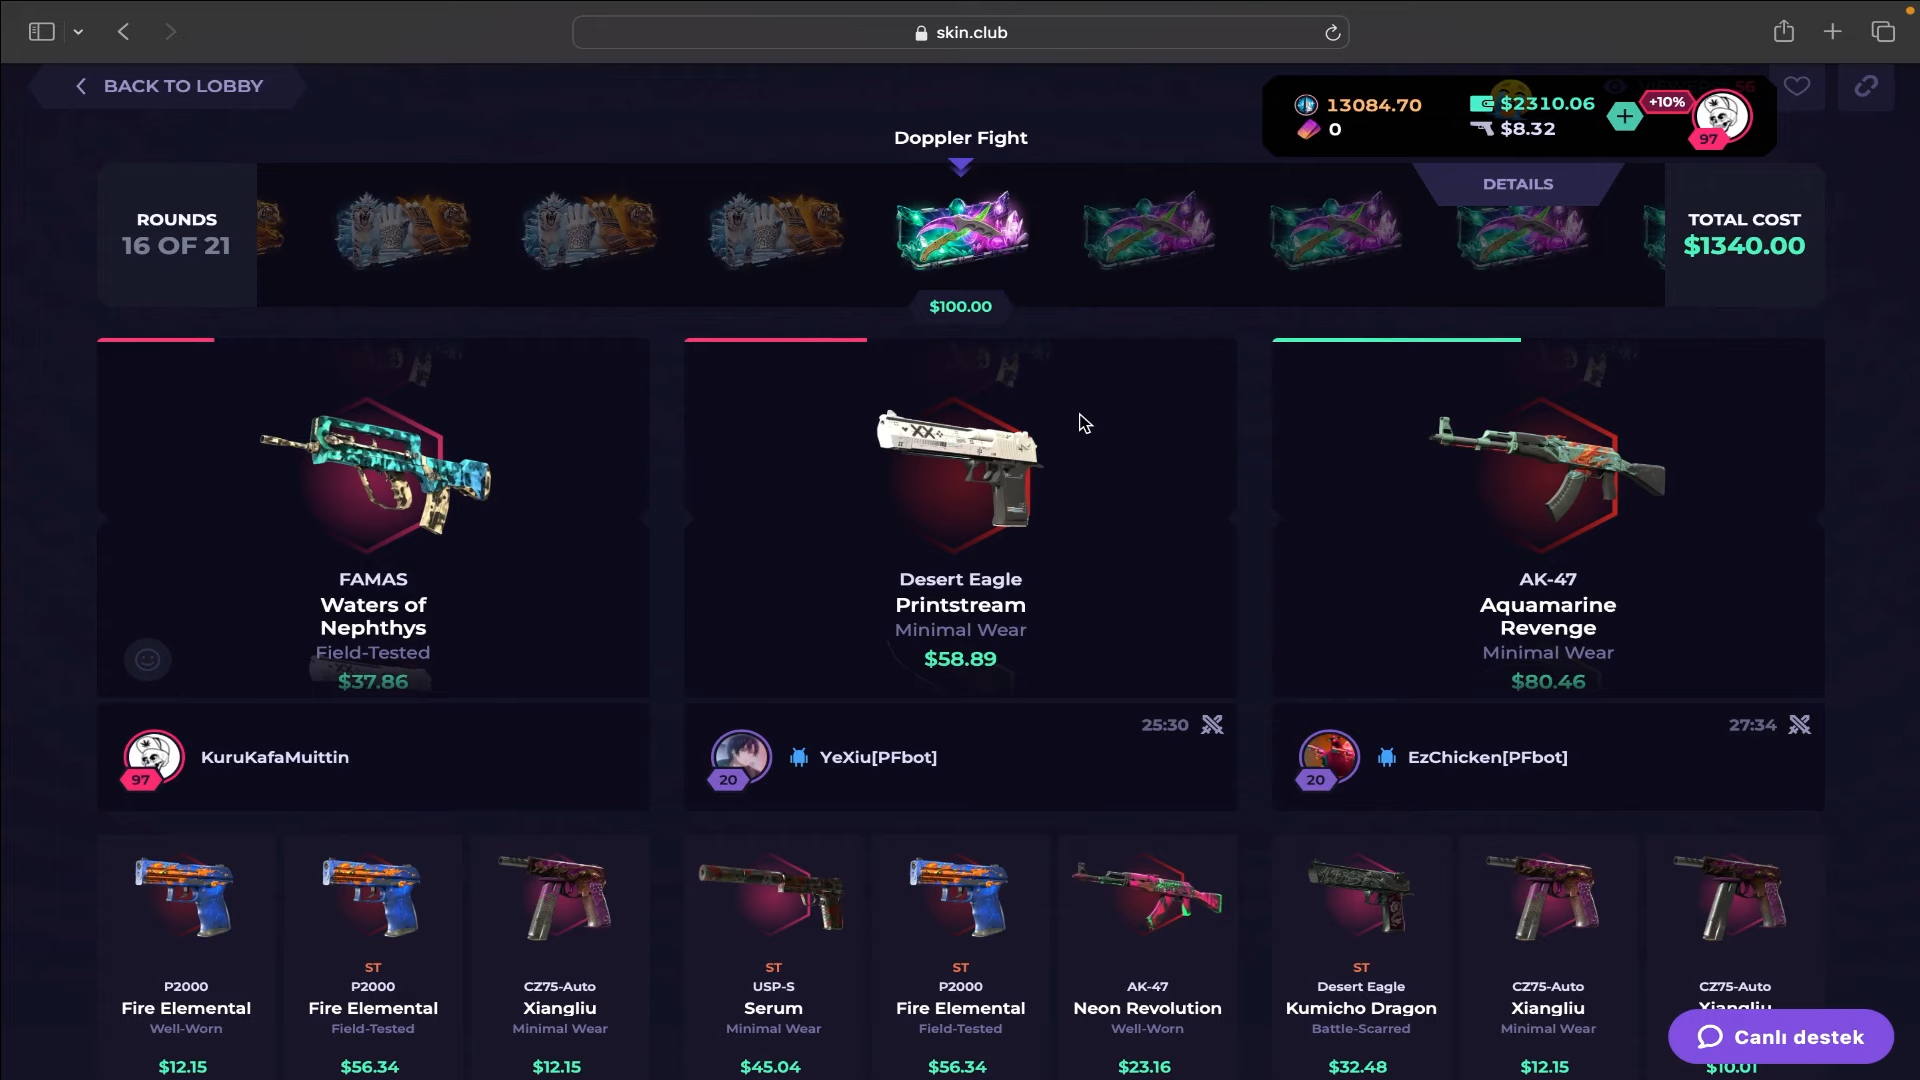 skin.club
BACK TO LOBBY
13084.70
$2310.06
+10%
0
$8.32
97
Doppler Fight
DETAILS
ROUNDS
16 OF 21
TOTAL COST
$1340.00
$100.00
FAMAS
Waters of
Nephthys
Field-Tested
$37.86
Desert Eagle
Printstream
Minimal Wear
$58.89
AK-47
Aquamarine
Revenge
Minimal Wear
$80.46
KuruKafaMuittin
97
25:30
YeXiu[PFbot]
20
27:34
EzChicken[PFbot]
20
P2000
Fire Elemental
Well-Worn
$12.15
ST
P2000
Fire Elemental
Field-Tested
$56.34
CZ75-Auto
Xiangliu
Minimal Wear
$12.15
ST
USP-S
Serum
Minimal Wear
$45.04
ST
P2000
Fire Elemental
Field-Tested
$56.34
AK-47
Neon Revolution
Well-Worn
$23.16
ST
Desert Eagle
Kumicho Dragon
Battle-Scarred
$32.48
CZ75-Auto
Xiangliu
Minimal Wear
$12.15
CZ75-Auto
Xiangliu
$10.01
Canlı destek